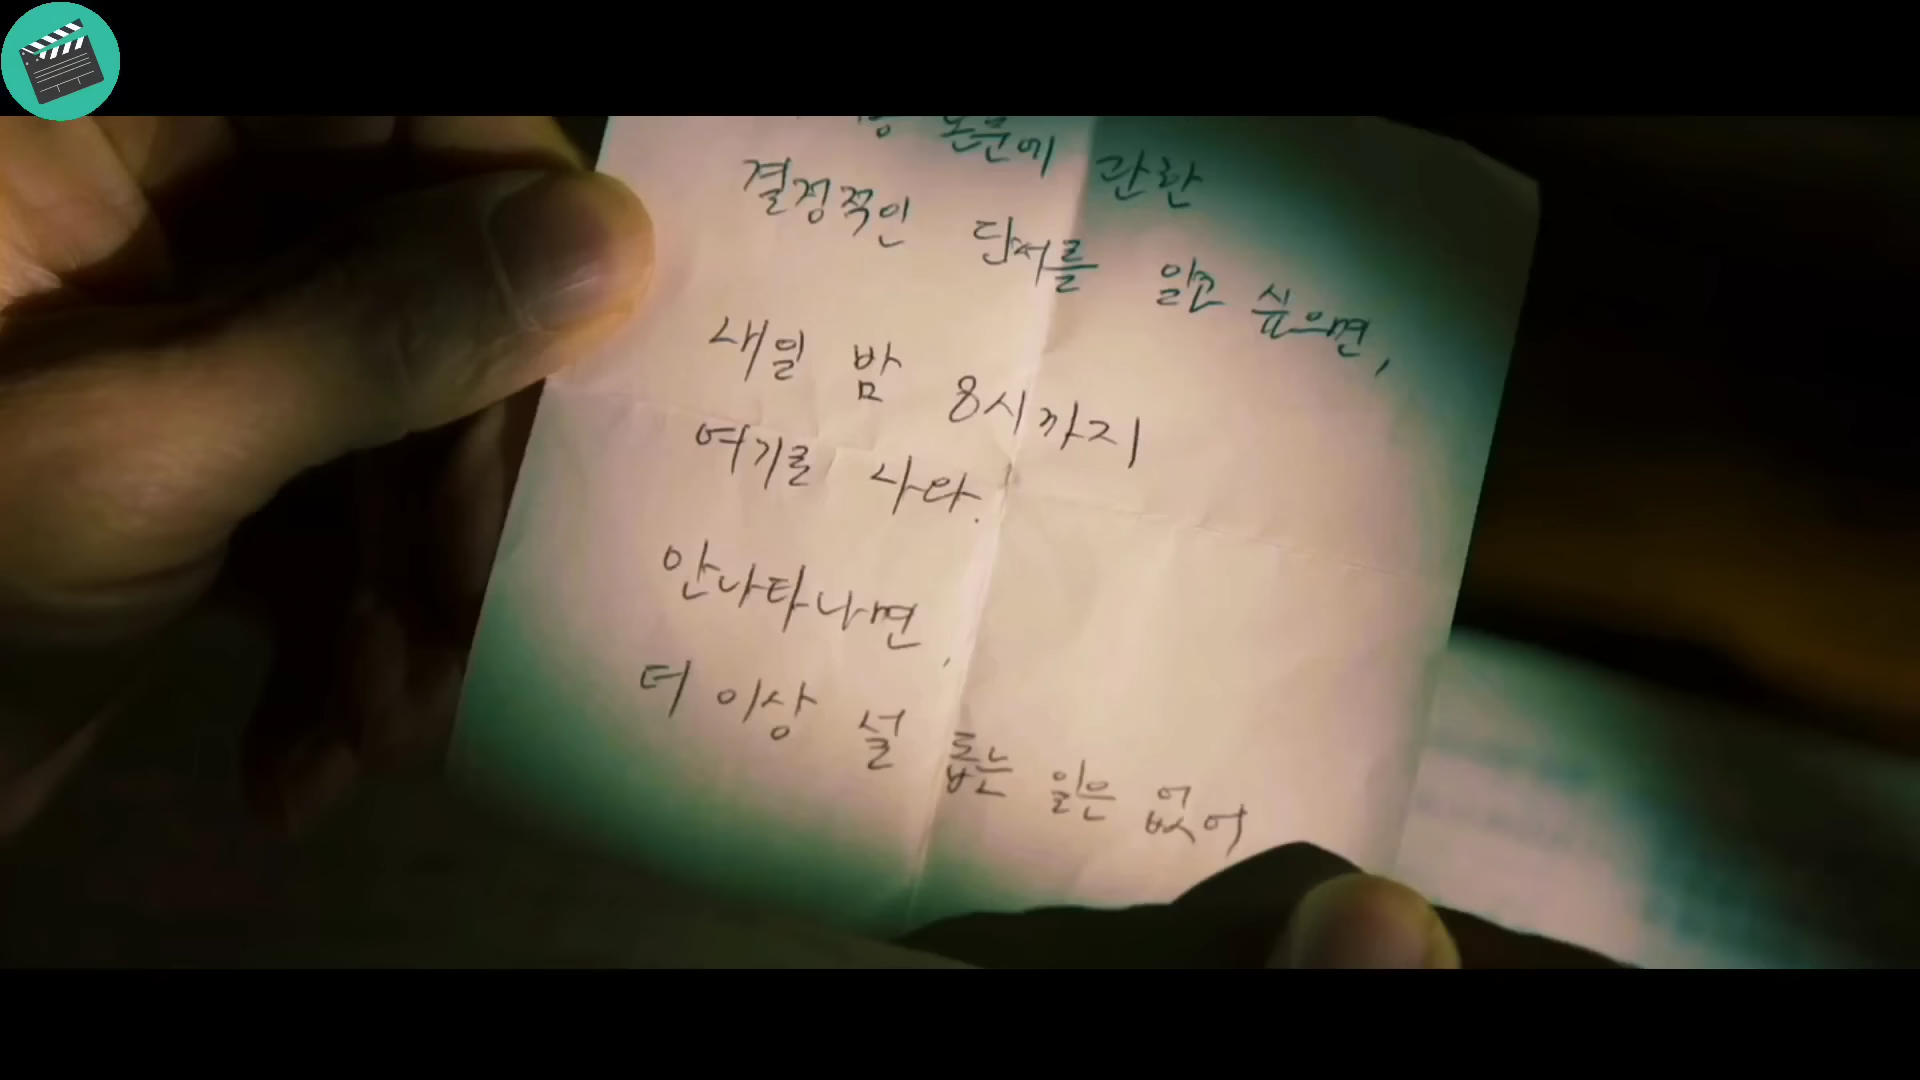 논문에 관한
결정적인 단서를 알고 싶으면,
내일 밤 8시까지
여기로 나와.
안나타나면,
더 이상 널 돕는 일은 없어